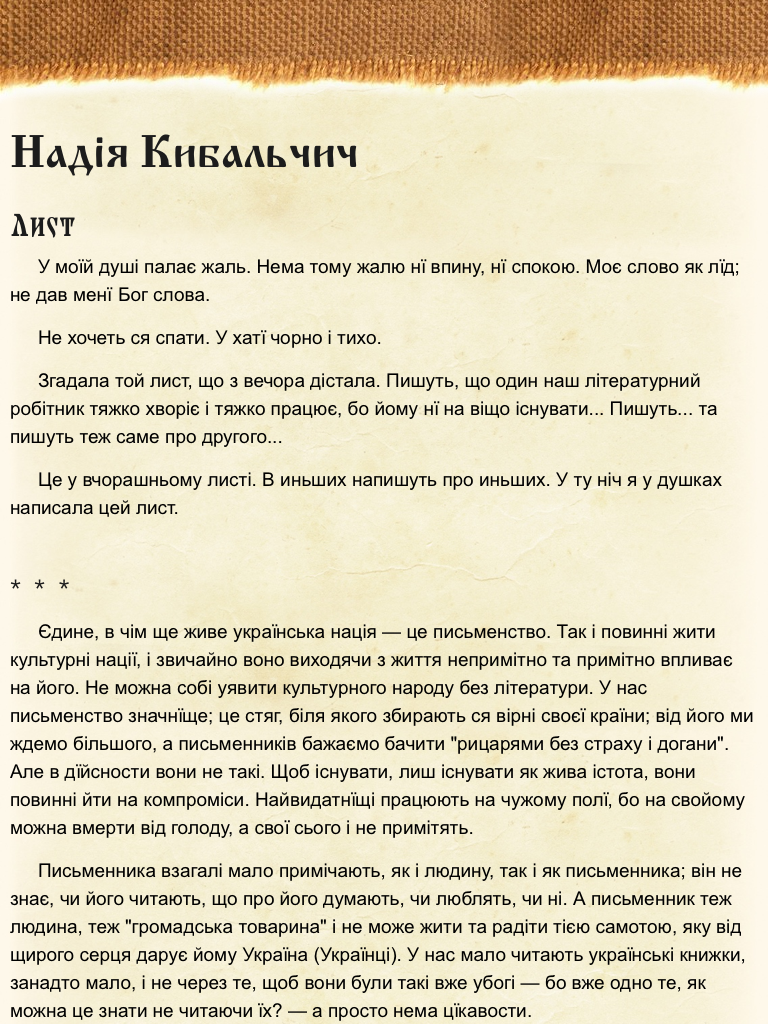 Надія Кибальчич
Лист
У моїй душі палає жаль. Нема тому жалю нї впину, нї спокою. Моє слово як лїд;
не дав менї Бог слова.
Не хочеть ся спати. У хатї чорно і тихо.
Згадала той лист, що з вечора дістала. Пишуть, що один наш літературний
робітник тяжко хворіє і тяжко працює, бо йому нї на віщо існувати... Пишуть... та
пишуть теж саме про другого...
Це у вчорашньому листі. В иньших напишуть про иньших. У ту ніч я у душках
написала цей лист.
* * *
Єдине, в чім ще живе українська нація — це письменство. Так і повинні жити
культурні нації, і звичайно воно виходячи з життя непримітно та примітно впливає
на його. Не можна собі уявити культурного народу без літератури. У нас
письменство значнїще; це стяг, біля якого збирають ся вірні своєї країни; від його ми
ждемо більшого, а письменників бажаємо бачити "рицарями без страху і догани".
Але в дїйсности вони не такі. Щоб існувати, лиш існувати як жива істота, вони
повинні йти на компроміси. Найвидатнїщі працюють на чужому полї, бо на свойому
можна вмерти від голоду, а свої сього і не примітять.
Письменника взагалі мало примічають, як і людину, так і як письменника; він не
знає, чи його читають, що про його думають, чи люблять, чи ні. А письменник теж
людина, теж "громадська товарина" і не може жити та радіти тією самотою, яку від
щирого серця дарує йому Україна (Українці). У нас мало читають українські книжки,
занадто мало, і не через те, щоб вони були такі вже убогі — бо вже одно те, як
можна це знати не читаючи їх? — а просто нема цїкавости.